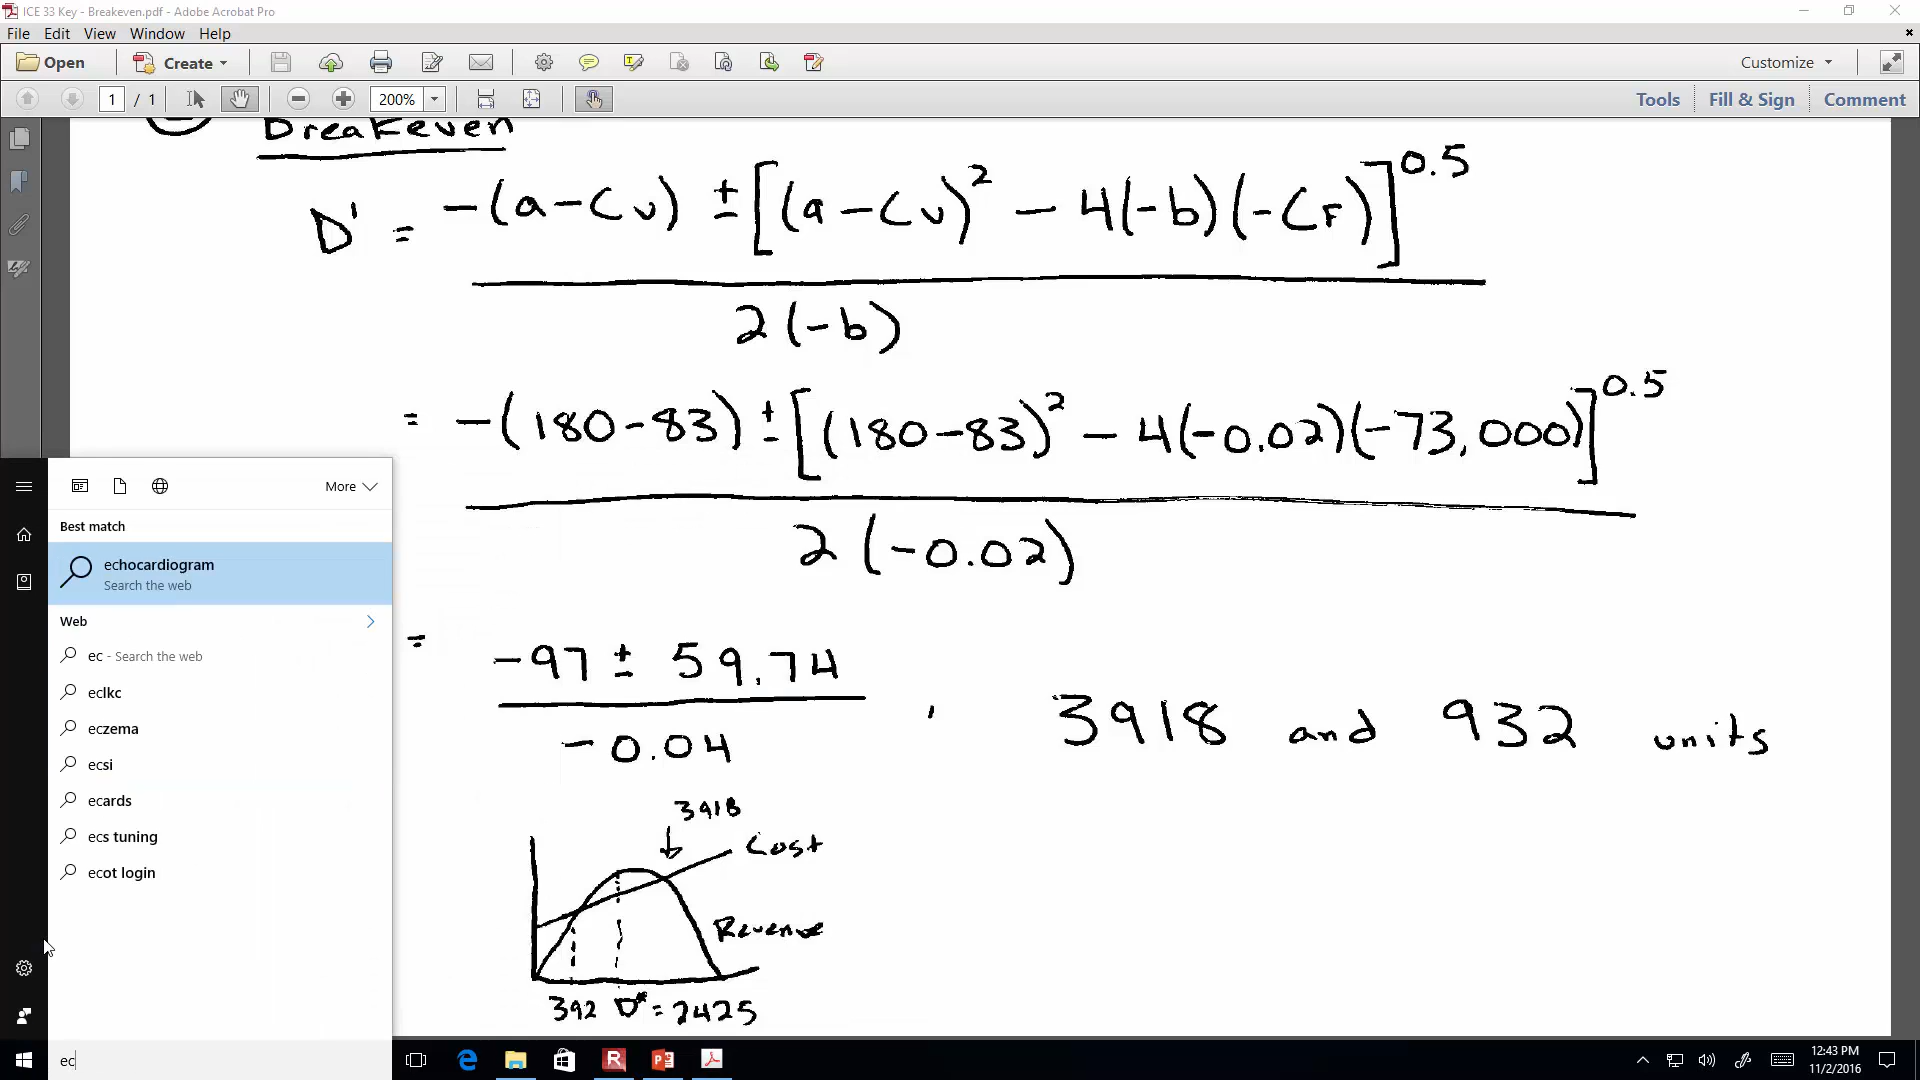 ICE 33 Key - Breakeven.pdf - Adobe Acrobat Pro
File Edit View Window Help
Open Create Customize
1 / 1 200% Tools Fill & Sign Comment
Breakeven
D' = -(a-Cv) ± [(a-Cv)² - 4(-b)(-CF)]^0.5
2(-b)
= -(180-83) ± [(180-83)² - 4(-0.02)(-73,000)]^0.5
2(-0.02)
= -97 ± 59.74
-0.04
, 3918 and 932 units
3918
Cost
Revenue
392 D* = 2425
More
Best match
echocardiogram
Search the web
Web
ec - Search the web
eclkc
eczema
ecsi
ecards
ecs tuning
ecot login
ec
12:43 PM
11/2/2016